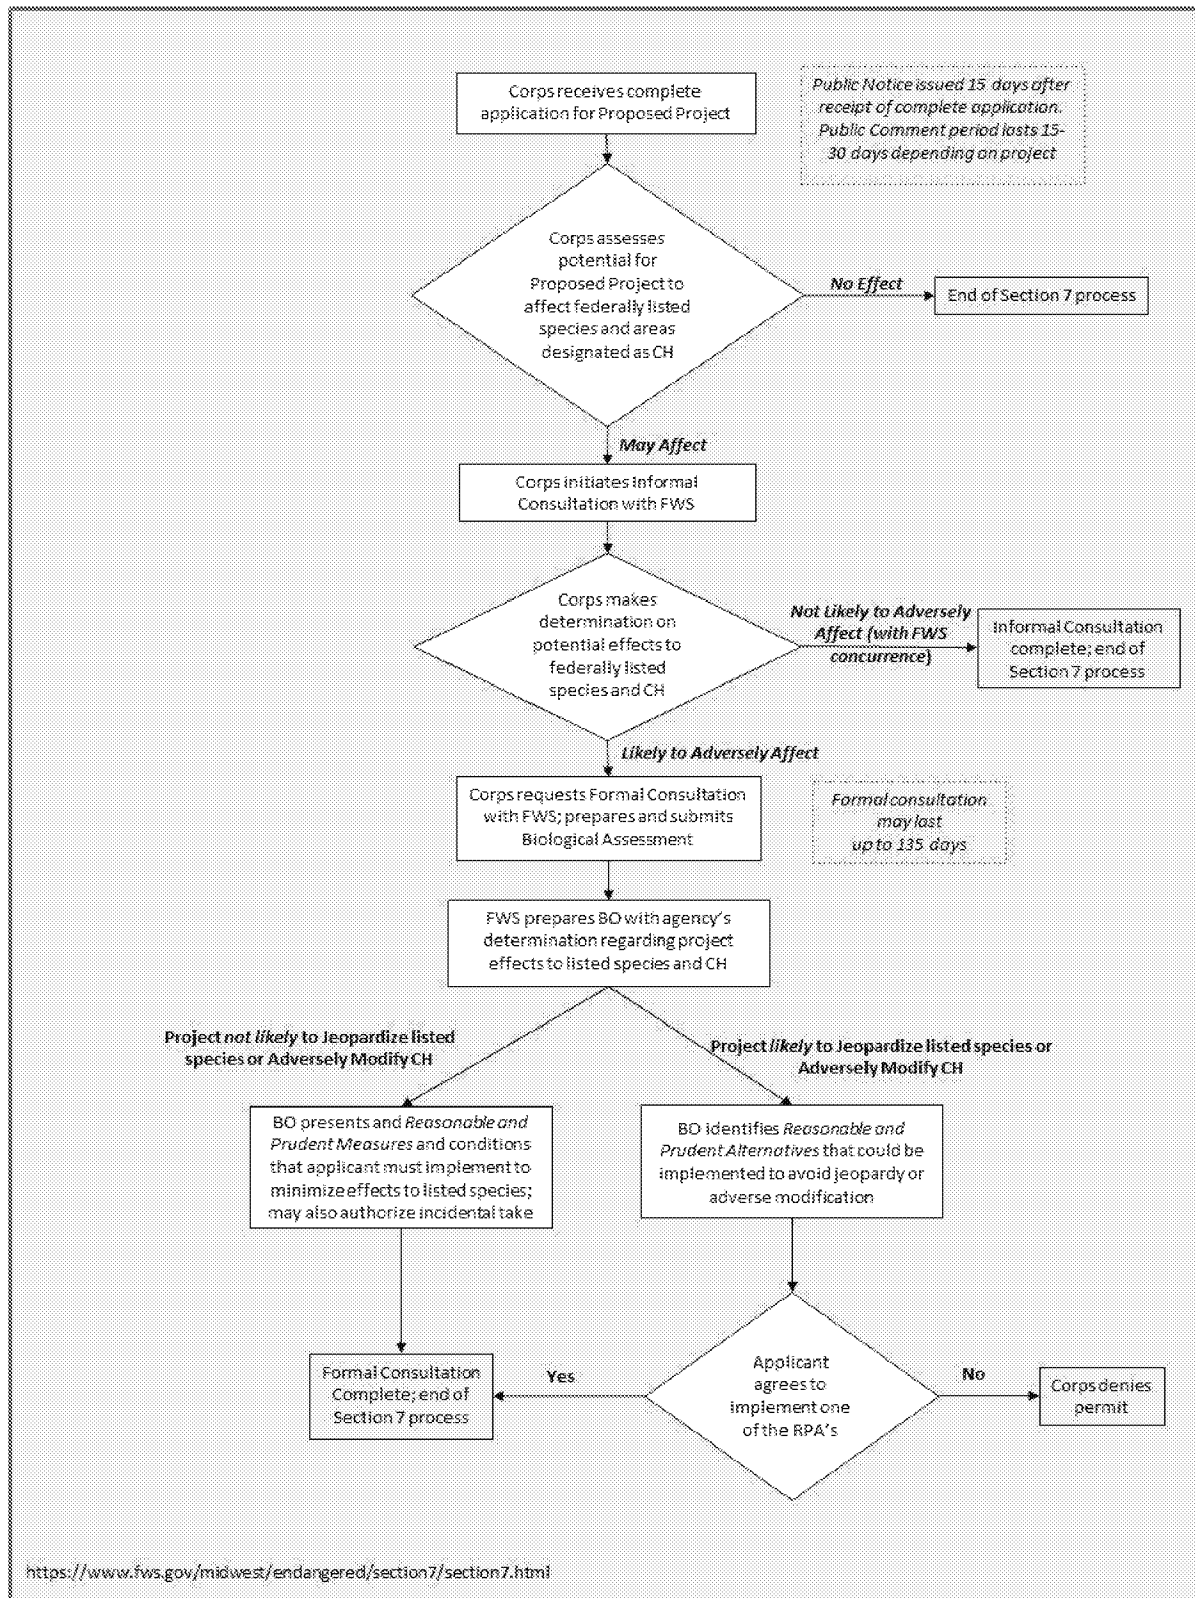 Corps receives complete
application for Proposed Project
Public Notice issued 15 days after
receipt of complete application.
Public Comment period lasts 15-
30 days depending on project
Corps assesses
potential for
Proposed Project to
affect federally listed
species and areas
designated as CH
No Effect
End of Section 7 process
May Affect
Corps initiates Informal
Consultation with FWS
Corps makes
determination on
potential effects to
federally listed
species and CH
Not Likely to Adversely
Affect (with FWS
concurrence)
Informal Consultation
complete; end of
Section 7 process
Likely to Adversely Affect
Corps requests Formal Consultation
with FWS; prepares and submits
Biological Assessment
Formal consultation
may last
up to 135 days
FWS prepares BO with agency's
determination regarding project
effects to listed species and CH
Project not likely to Jeopardize listed
species or Adversely Modify CH
Project likely to Jeopardize listed species or
Adversely Modify CH
BO presents and Reasonable and
Prudent Measures and conditions
that applicant must implement to
minimize effects to listed species;
may also authorize incidental take
BO identifies Reasonable and
Prudent Alternatives that could be
implemented to avoid jeopardy or
adverse modification
Formal Consultation
Complete; end of
Section 7 process
Yes
Applicant
agrees to
implement one
of the RPA's
No
Corps denies
permit
https://www.fws.gov/midwest/endangered/section7/section7.html